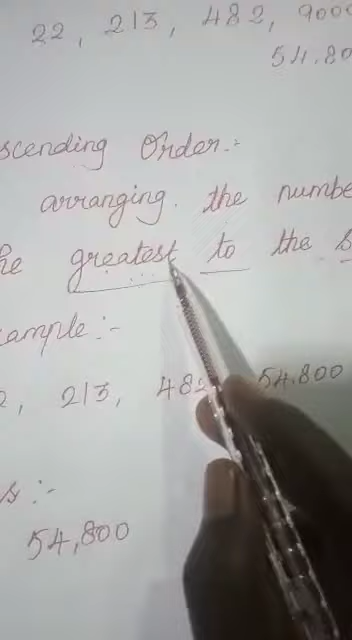 22, 213, 482, 9000
54.80
scending Order:-
arranging the numbe
he greatest to the s
ample:-
2, 213, 482 54,800
s:-
54,800